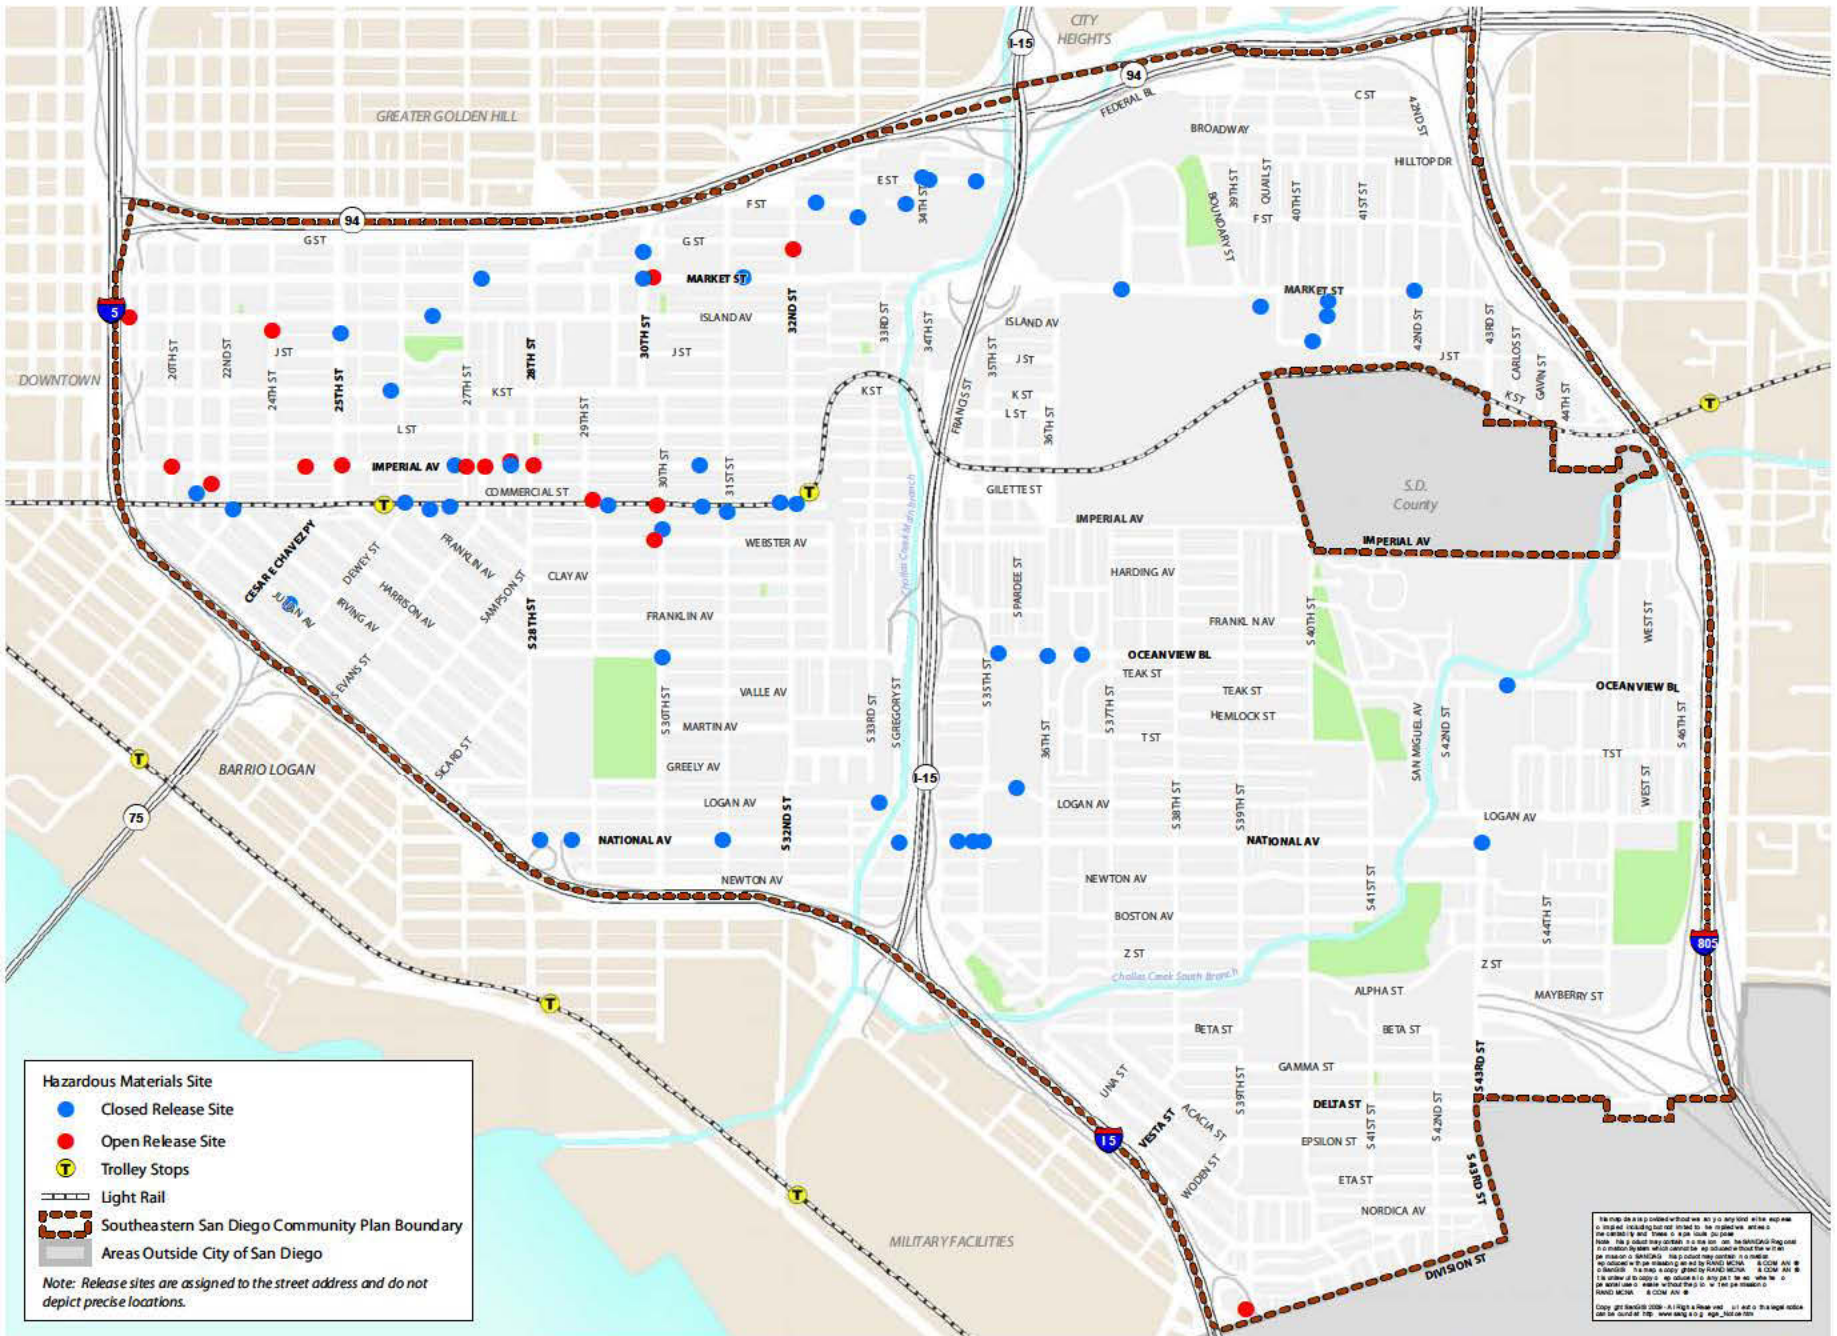 CITY
HEIGHTS
I-15
94
FEDERAL BL
C ST
42ND ST
BROADWAY
GREATER GOLDEN HILL
HILLTOP DR
E ST
34TH ST
39TH ST
QUAIL ST
40TH ST
41ST ST
BOUNDARY ST
F ST
F ST
94
G ST
G ST
MARKET ST
MARKET ST
5
32ND ST
ISLAND AV
33RD ST
34TH ST
ISLAND AV
42ND ST
43RD ST
CARLOS ST
GAVIN ST
44TH ST
20TH ST
22ND ST
J ST
28TH ST
30TH ST
J ST
35TH ST
J ST
J ST
DOWNTOWN
24TH ST
25TH ST
27TH ST
K ST
K ST
FRANCIS ST
K ST
K ST
T
29TH ST
L ST
L ST
36TH ST
IMPERIAL AV
30TH ST
31ST ST
COMMERCIAL ST
T
T
GILETTE ST
S.D.
County
IMPERIAL AV
IMPERIAL AV
Chollas Creek Main Branch
CESAR E CHAVEZ PY
DEWEY ST
FRANKLIN AV
WEBSTER AV
HARRISON AV
SAMPSON ST
CLAY AV
S PARDEE ST
HARDING AV
JULIAN AV
IRVING AV
S 28TH ST
FRANKLIN AV
S 40TH ST
WEST ST
S EVANS ST
OCEAN VIEW BL
TEAK ST
S 35TH ST
S 30TH ST
VALLE AV
S 33RD ST
S GREGORY ST
S 37TH ST
TEAK ST
OCEAN VIEW BL
HEMLOCK ST
MARTIN AV
36TH ST
T ST
SAN MIGUEL AV
S 42ND ST
S 46TH ST
T ST
T
BARRIO LOGAN
SICARD ST
GREELY AV
I-15
WEST ST
75
LOGAN AV
S 32ND ST
LOGAN AV
S 38TH ST
S 39TH ST
LOGAN AV
NATIONAL AV
NATIONAL AV
NEWTON AV
NEWTON AV
S 41ST ST
BOSTON AV
S 44TH ST
805
Z ST
Z ST
Chollas Creek South Branch
ALPHA ST
MAYBERRY ST
T
BETA ST
BETA ST
GAMMA ST
S 43RD ST
UNA ST
S 39TH ST
DELTA ST
ACACIA ST
VESTA ST
I 5
EPSILON ST
S 41ST ST
S 42ND ST
WODEN ST
ETA ST
S 43RD ST
T
NORDICA AV
MILITARY FACILITIES
DIVISION ST
Hazardous Materials Site
Closed Release Site
Open Release Site
T Trolley Stops
Light Rail
Southeastern San Diego Community Plan Boundary
Areas Outside City of San Diego
Note: Release sites are assigned to the street address and do not
depict precise locations.